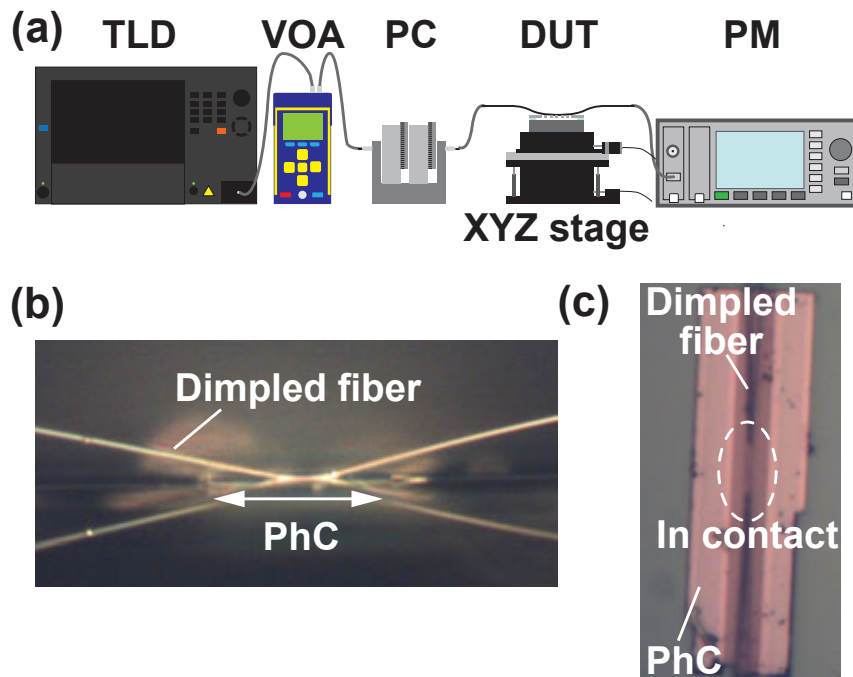 (a)
TLD VOA PC DUT PM
XYZ stage
(b)
Dimpled fiber
PhC
(c)
Dimpled
fiber
In contact
PhC